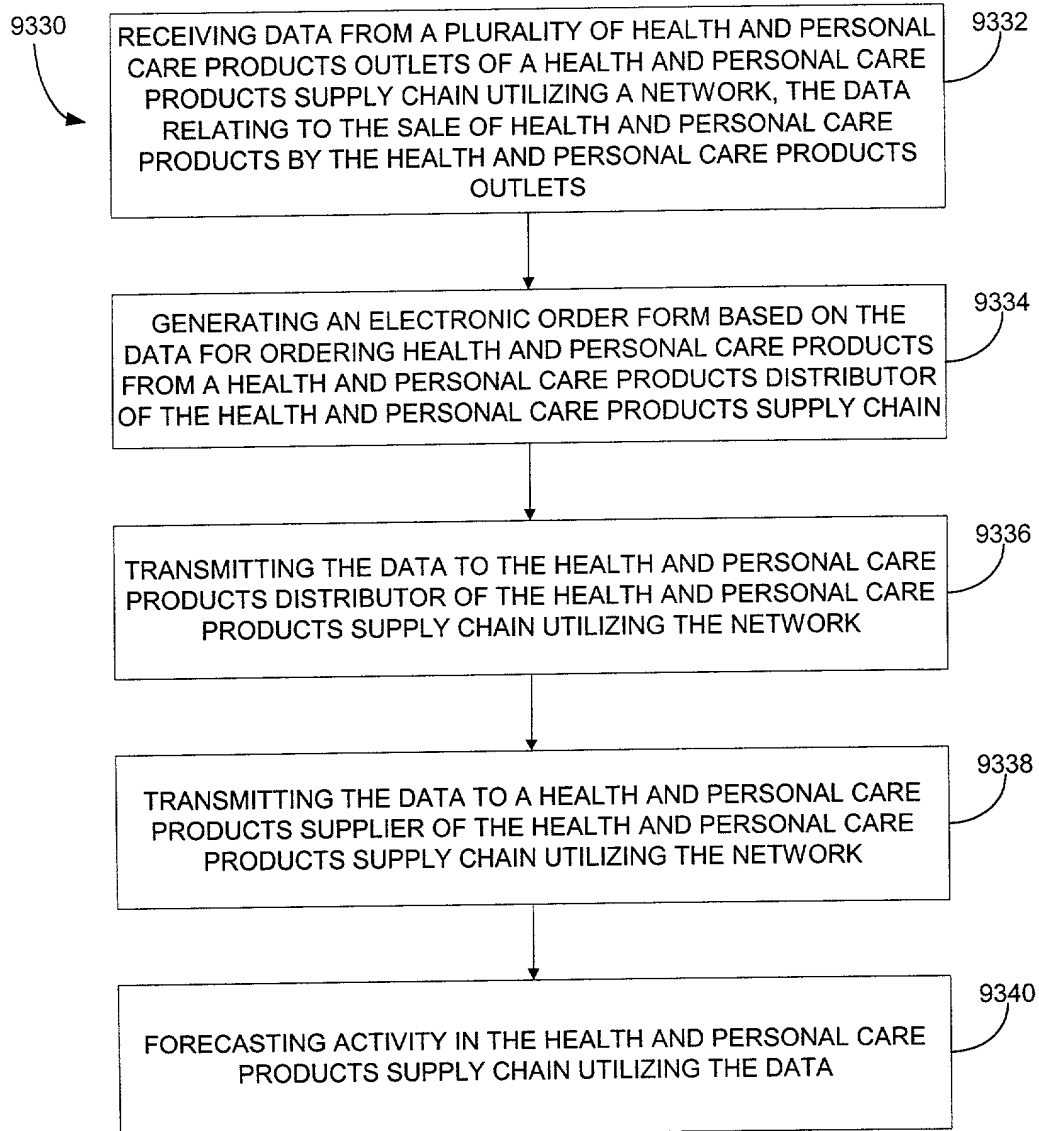 9330
RECEIVING DATA FROM A PLURALITY OF HEALTH AND PERSONAL
CARE PRODUCTS OUTLETS OF A HEALTH AND PERSONAL CARE
PRODUCTS SUPPLY CHAIN UTILIZING A NETWORK, THE DATA
RELATING TO THE SALE OF HEALTH AND PERSONAL CARE
PRODUCTS BY THE HEALTH AND PERSONAL CARE PRODUCTS
OUTLETS
9332
GENERATING AN ELECTRONIC ORDER FORM BASED ON THE
DATA FOR ORDERING HEALTH AND PERSONAL CARE PRODUCTS
FROM A HEALTH AND PERSONAL CARE PRODUCTS DISTRIBUTOR
OF THE HEALTH AND PERSONAL CARE PRODUCTS SUPPLY CHAIN
9334
TRANSMITTING THE DATA TO THE HEALTH AND PERSONAL CARE
PRODUCTS DISTRIBUTOR OF THE HEALTH AND PERSONAL CARE
PRODUCTS SUPPLY CHAIN UTILIZING THE NETWORK
9336
TRANSMITTING THE DATA TO A HEALTH AND PERSONAL CARE
PRODUCTS SUPPLIER OF THE HEALTH AND PERSONAL CARE
PRODUCTS SUPPLY CHAIN UTILIZING THE NETWORK
9338
FORECASTING ACTIVITY IN THE HEALTH AND PERSONAL CARE
PRODUCTS SUPPLY CHAIN UTILIZING THE DATA
9340